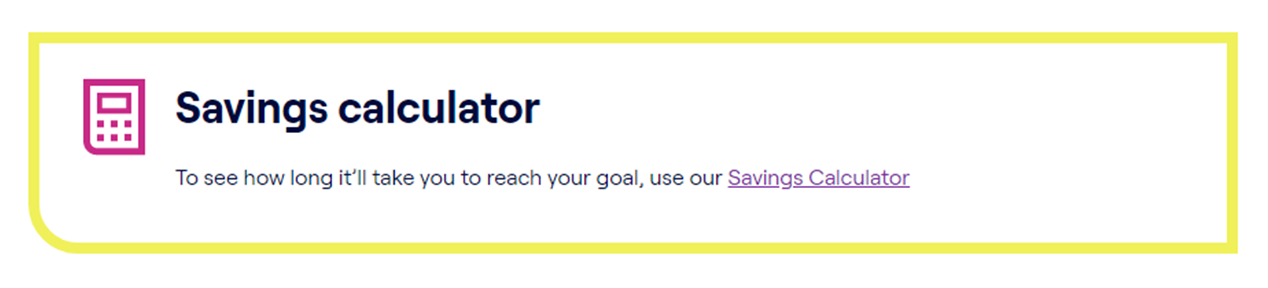 Savings calculator
To see how long it’ll take you to reach your goal, use our Savings Calculator